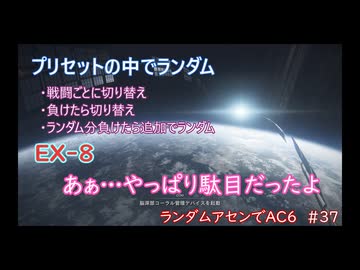 プリセットの中でランダム
・戦闘ごとに切り替え
・負けたら切り替え
・ランダム分負けたら追加でランダム
EX-8
あぁ…やっぱり駄目だったよ
脳深部コーラル管理デバイスを起動
ランダムアセンでAC6 #37